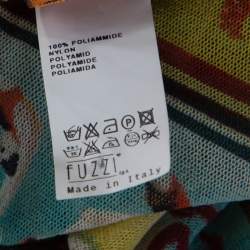 100% POLIAMMIDE
NYLON
POLYAMID
POLYAMIDE
POLIAMIDA
FUZZI
Made in Italy